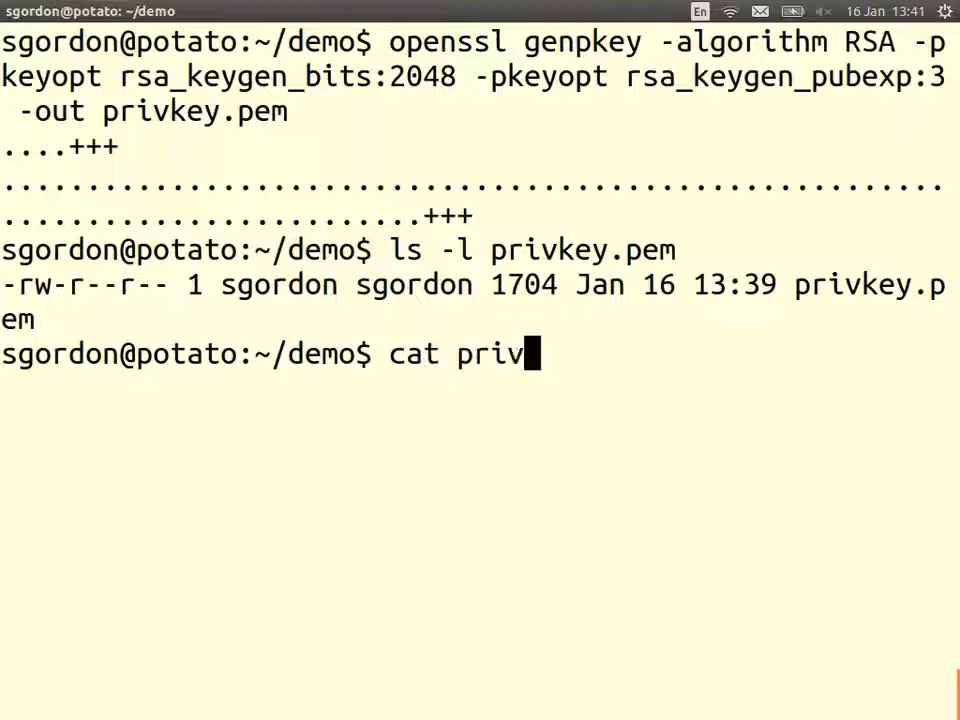 sgordon@potato: ~/demo
En
16 Jan 13:41
sgordon@potato:~/demo$ openssl genpkey -algorithm RSA -p
keyopt rsa_keygen_bits:2048 -pkeyopt rsa_keygen_pubexp:3
 -out privkey.pem
....+++
........................................................
.........................+++
sgordon@potato:~/demo$ ls -l privkey.pem
-rw-r--r-- 1 sgordon sgordon 1704 Jan 16 13:39 privkey.p
em
sgordon@potato:~/demo$ cat priv